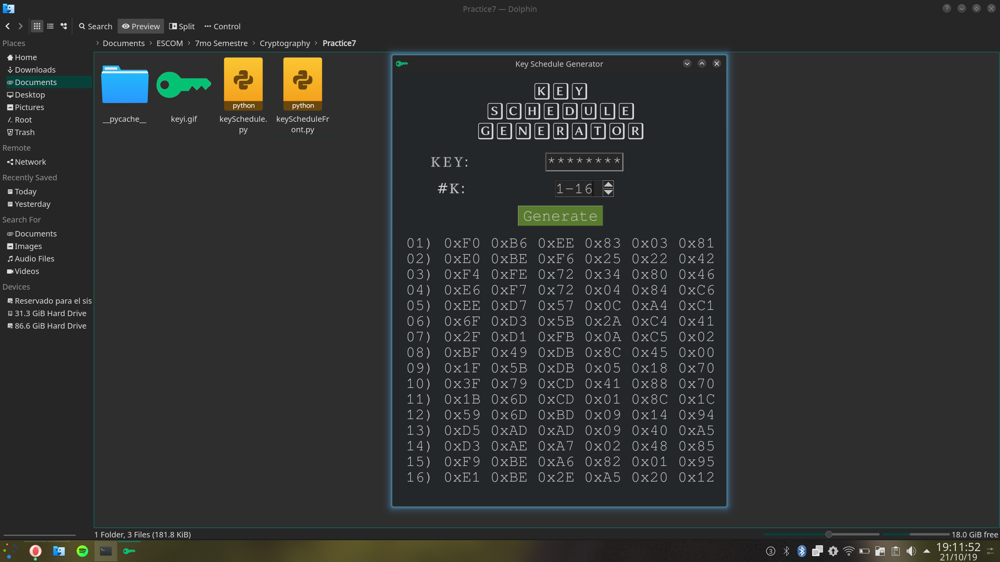 Practice7 — Dolphin
Search Preview Split Control
Places
Documents ESCOM 7mo Semestre Cryptography Practice7
Home
Downloads
Documents
Desktop
Pictures
Root
Trash
Remote
Network
Recently Saved
Today
Yesterday
Search For
Documents
Images
Audio Files
Videos
Devices
Reservado para el sis
31.3 GiB Hard Drive
86.6 GiB Hard Drive
python
python
__pycache__
keyi.gif
keySchedule.
py
keyScheduleFr
ont.py
Key Schedule Generator
KEY
SCHEDULE
GENERATOR
KEY: ********
#K: 1-16
Generate
01) 0xF0 0xB6 0xEE 0x83 0x03 0x81
02) 0xE0 0xBE 0xF6 0x25 0x22 0x42
03) 0xF4 0xFE 0x72 0x34 0x80 0x46
04) 0xE6 0xF7 0x72 0x04 0x84 0xC6
05) 0xEE 0xD7 0x57 0x0C 0xA4 0xC1
06) 0x6F 0xD3 0x5B 0x2A 0xC4 0x41
07) 0x2F 0xD1 0xFB 0x0A 0xC5 0x02
08) 0xBF 0x49 0xDB 0x8C 0x45 0x00
09) 0x1F 0x5B 0xDB 0x05 0x18 0x70
10) 0x3F 0x79 0xCD 0x41 0x88 0x70
11) 0x1B 0x6D 0xCD 0x01 0x8C 0x1C
12) 0x59 0x6D 0xBD 0x09 0x14 0x94
13) 0xD5 0xAD 0xAD 0x09 0x40 0xA5
14) 0xD3 0xAE 0xA7 0x02 0x48 0x85
15) 0xF9 0xBE 0xA6 0x82 0x01 0x95
16) 0xE1 0xBE 0x2E 0xA5 0x20 0x12
1 Folder, 3 Files (181.8 KiB)
18.0 GiB free
3
19:11:52
21/10/19